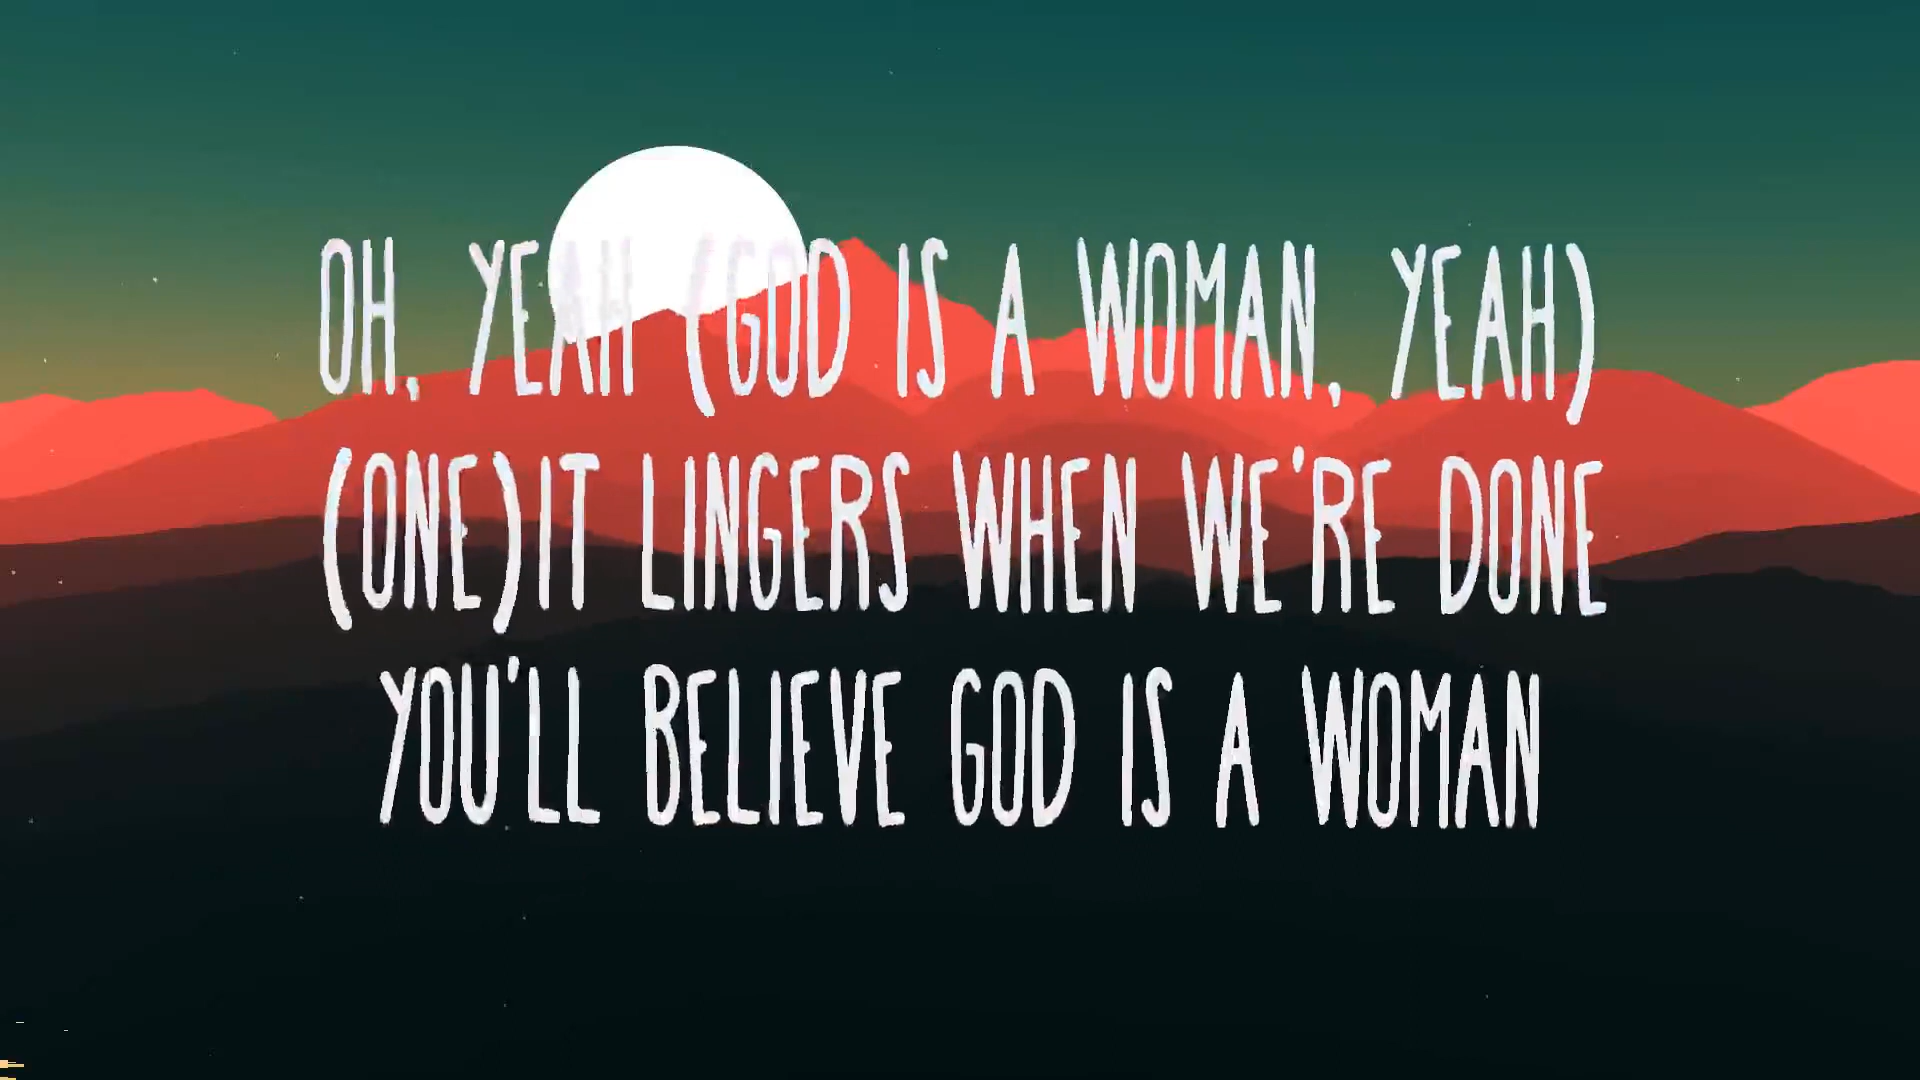 OH, YEAH (GOD IS A WOMAN, YEAH)
(ONE)IT LINGERS WHEN WE'RE DONE
YOU'LL BELIEVE GOD IS A WOMAN